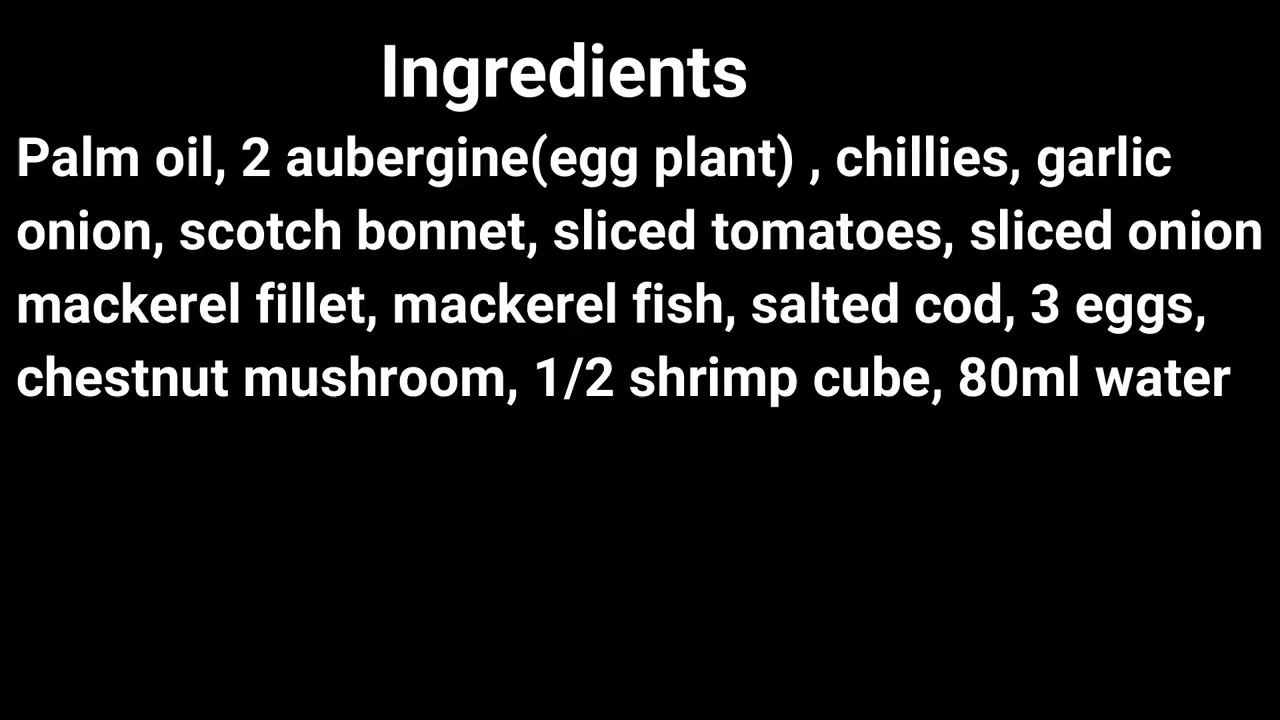 Ingredients
Palm oil, 2 aubergine(egg plant) , chillies, garlic
onion, scotch bonnet, sliced tomatoes, sliced onion
mackerel fillet, mackerel fish, salted cod, 3 eggs,
chestnut mushroom, 1/2 shrimp cube, 80ml water